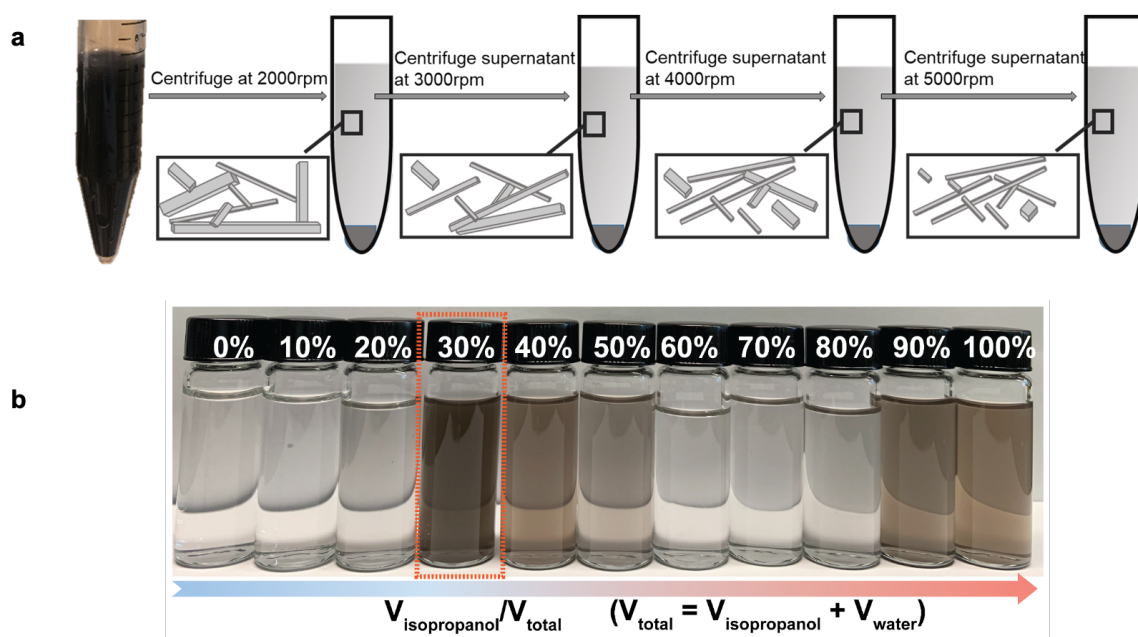 a
Centrifuge at 2000rpm
Centrifuge supernatant
at 3000rpm
Centrifuge supernatant
at 4000rpm
Centrifuge supernatant
at 5000rpm
b
0% 10% 20% 30% 40% 50% 60% 70% 80% 90% 100%
Visopropanol/Vtotal (Vtotal = Visopropanol + Vwater)